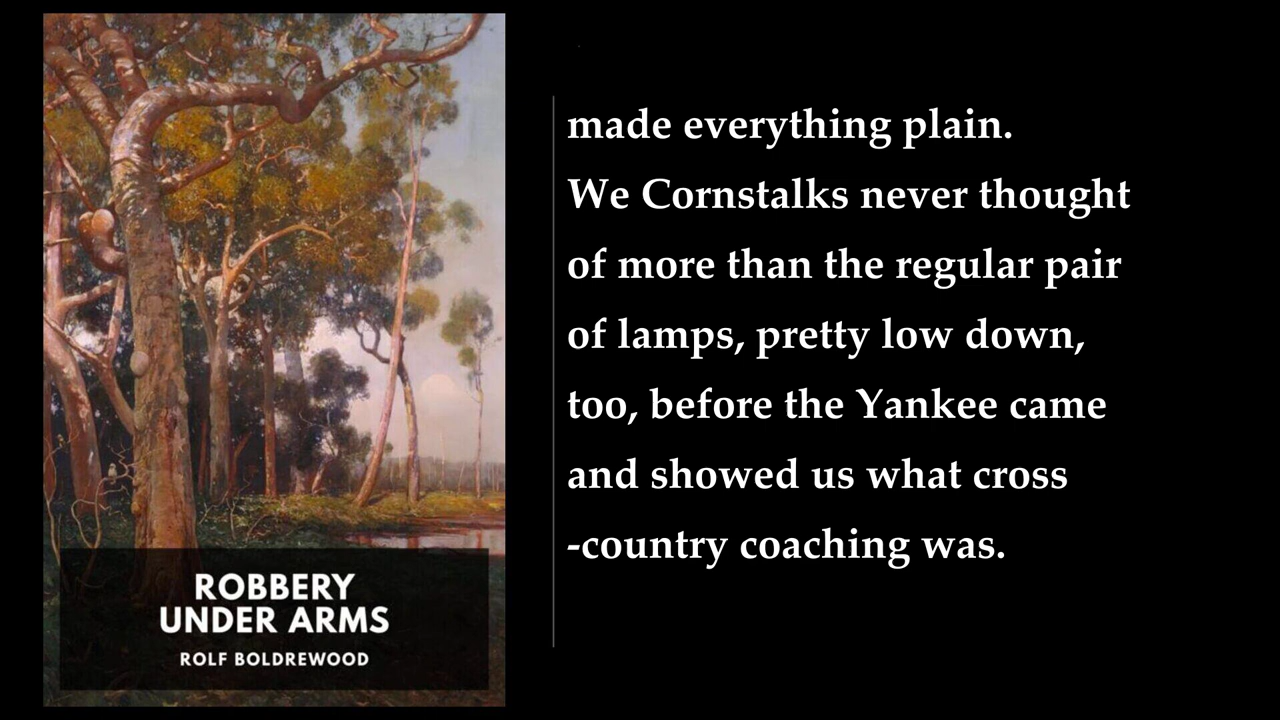 made everything plain.
We Cornstalks never thought
of more than the regular pair
of lamps, pretty low down,
too, before the Yankee came
and showed us what cross
-country coaching was.
ROBBERY
UNDER ARMS
ROLF BOLDREWOOD